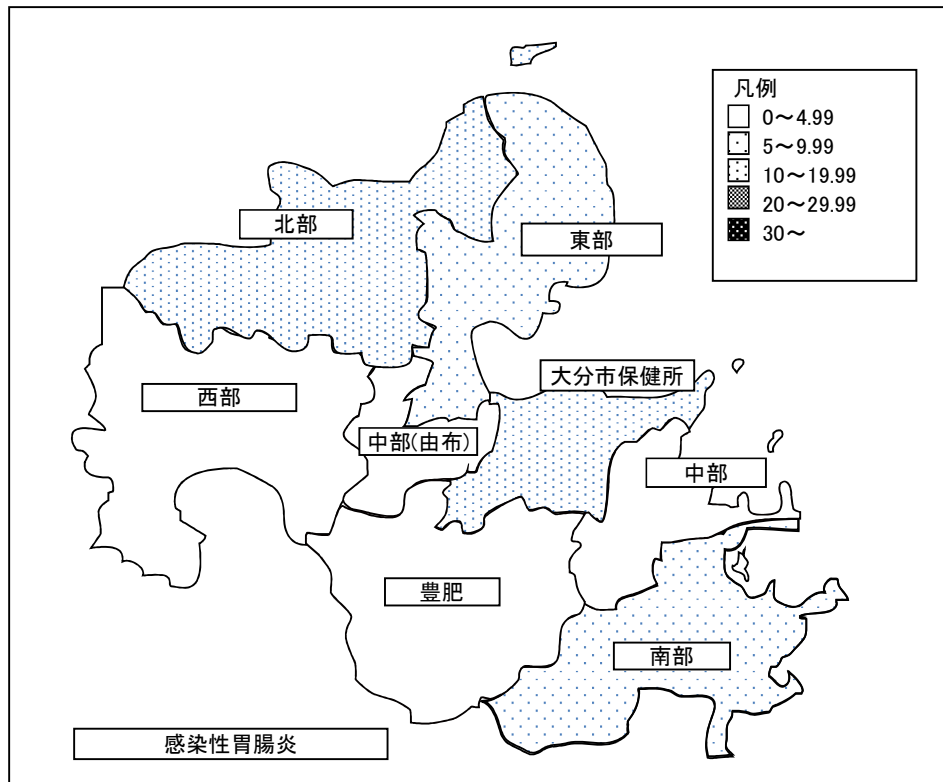 凡例
0～4.99
5～9.99
10～19.99
20～29.99
30～
北部
東部
大分市保健所
西部
中部(由布)
中部
豊肥
南部
感染性胃腸炎